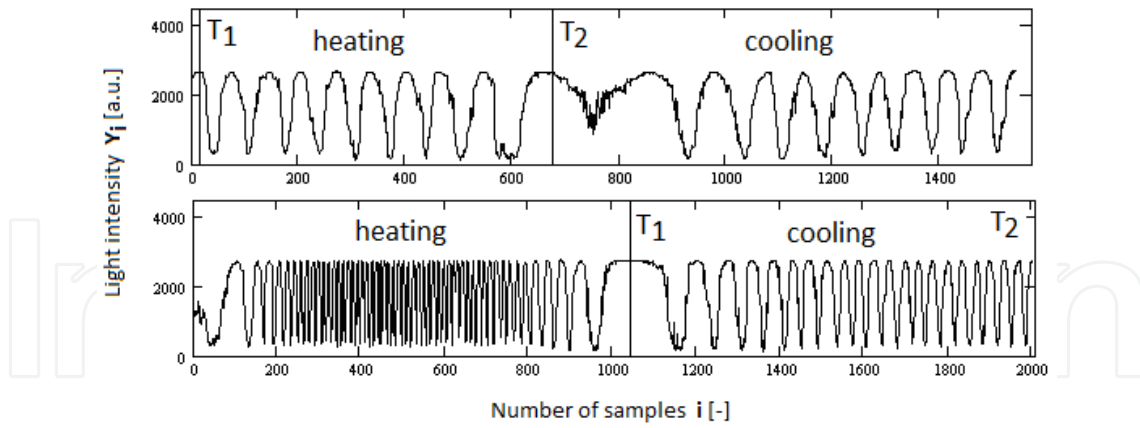 4000
2000
0
T1 heating T2 cooling
0 200 400 600 800 1000 1200 1400
Light intensity Yi [a.u.]
4000
2000
0
heating T1 cooling T2
0 200 400 600 800 1000 1200 1400 1600 1800 2000
Number of samples i [-]